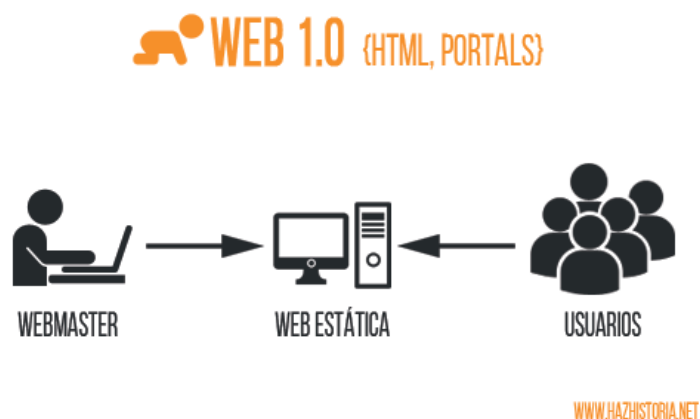 WEB 1.0 {HTML, PORTALS}
WEBMASTER
WEB ESTÁTICA
USUARIOS
WWW.HAZHISTORIA.NET